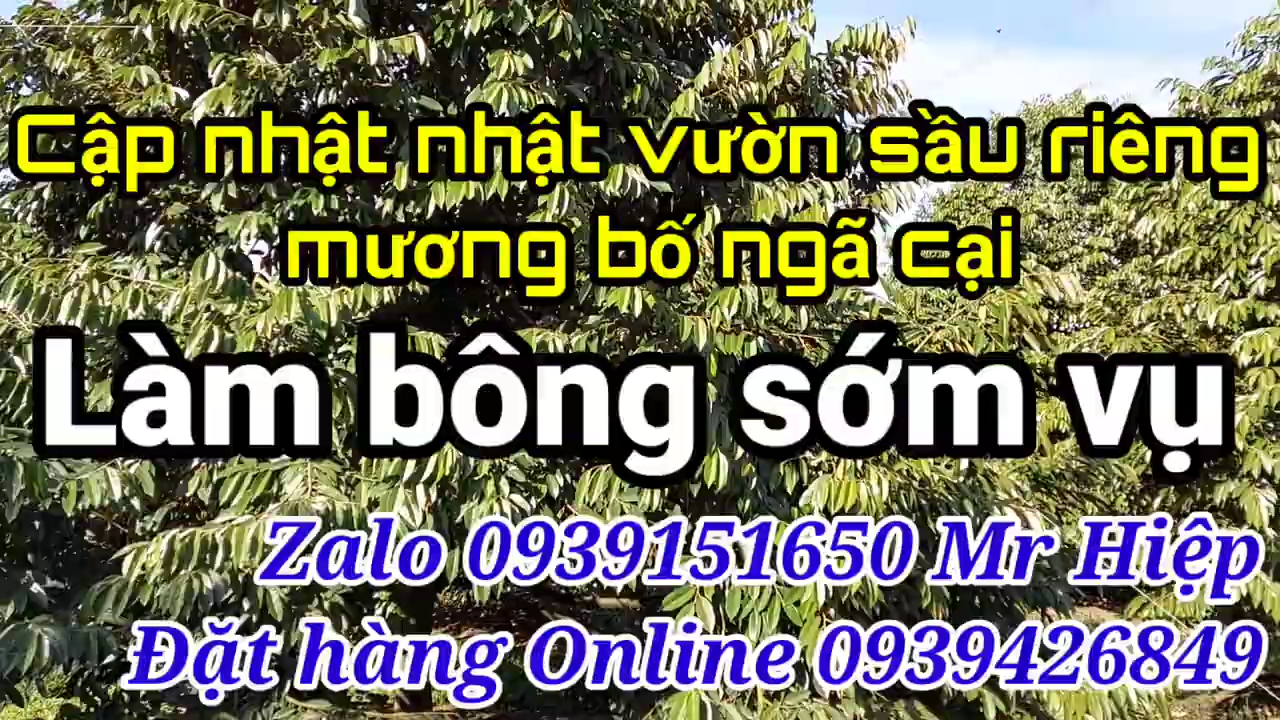 Cập nhật nhật vườn sầu riêng
mương bố ngã cại
Làm bông sớm vụ
Zalo 0939151650 Mr Hiệp
Đặt hàng Online 0939426849